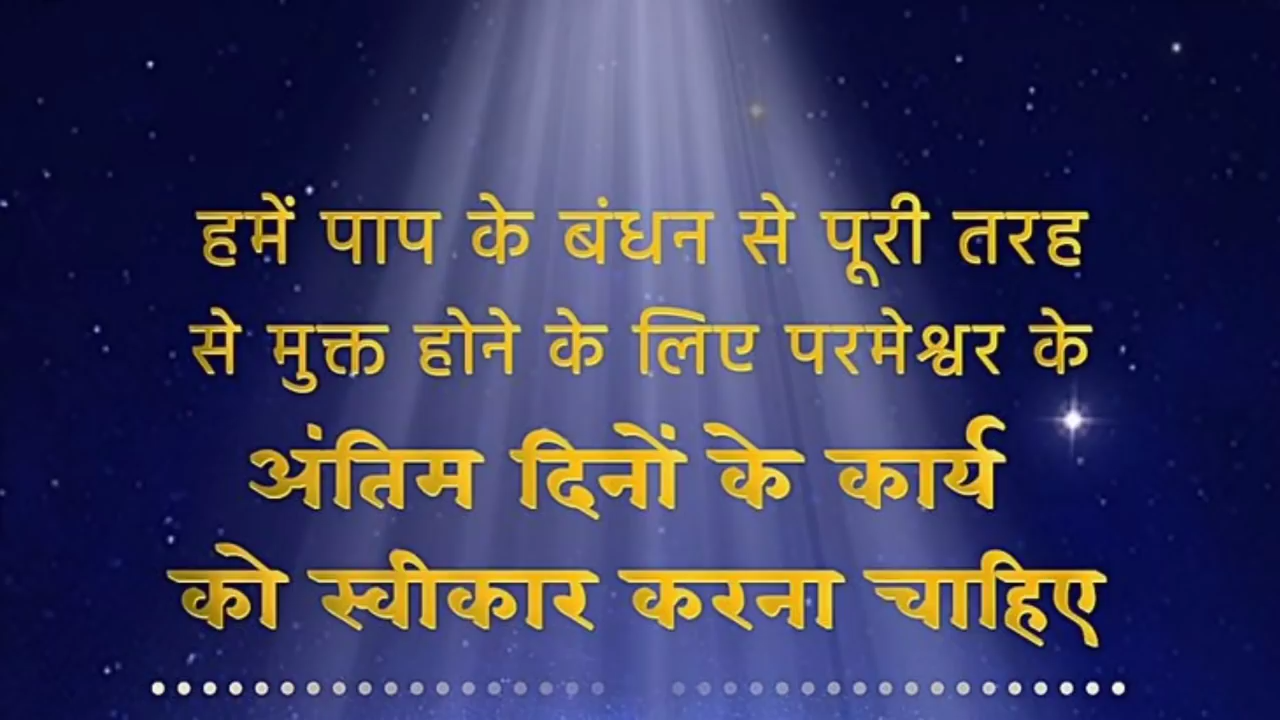 हमें पाप के बंधन से पूरी तरह
से मुक्त होने के लिए परमेश्वर के
अंतिम दिनों के कार्य
को स्वीकार करना चाहिए